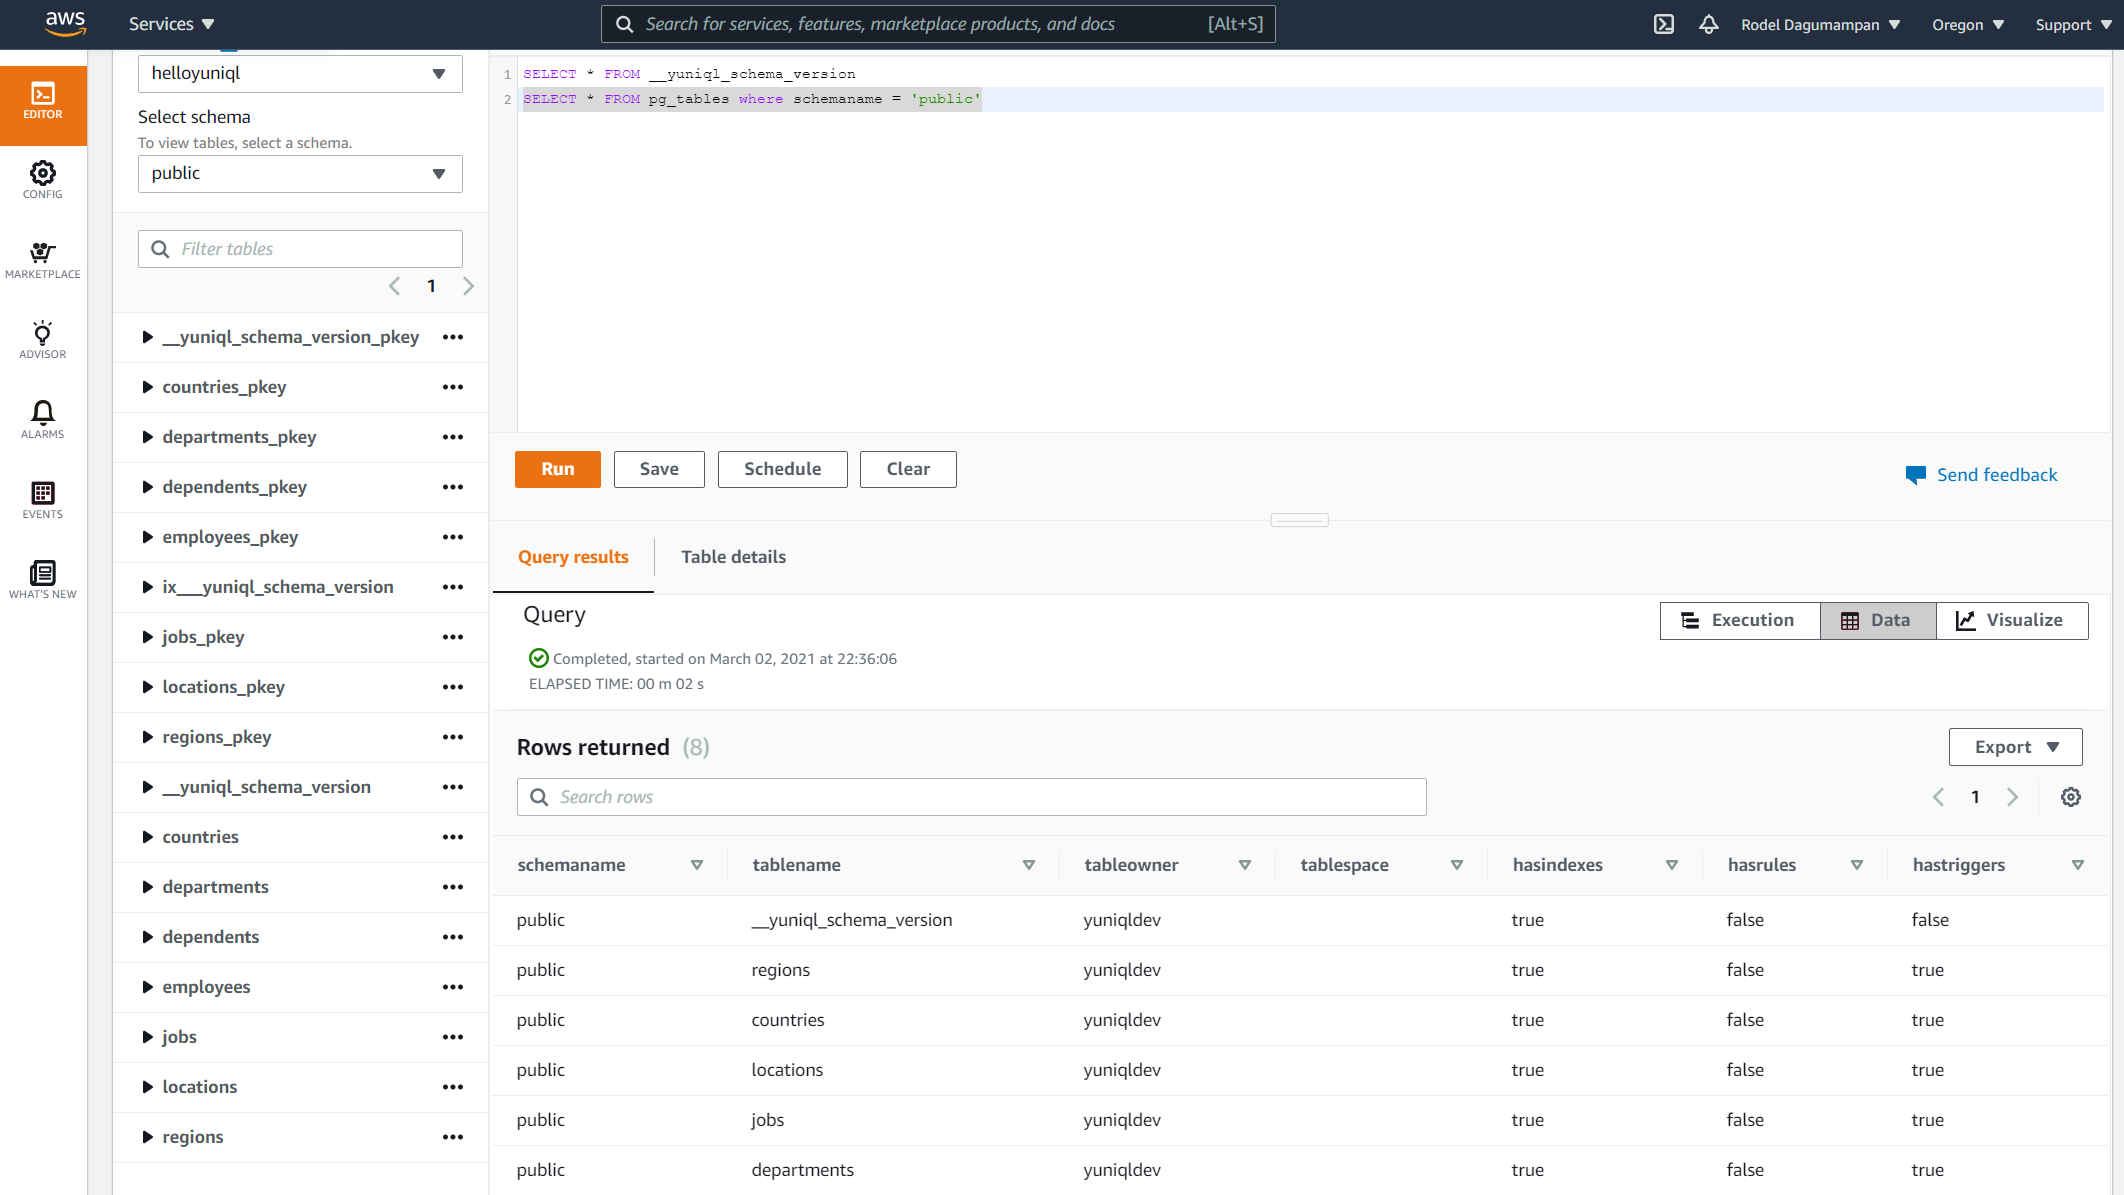 aws Services Search for services, features, marketplace products, and docs [Alt+S] Rodel Dagumampan Oregon Support
EDITOR
CONFIG
MARKETPLACE
ADVISOR
ALARMS
EVENTS
WHAT'S NEW
helloyuniql
Select schema
To view tables, select a schema.
public
Filter tables
1
__yuniql_schema_version_pkey
countries_pkey
departments_pkey
dependents_pkey
employees_pkey
ix___yuniql_schema_version
jobs_pkey
locations_pkey
regions_pkey
__yuniql_schema_version
countries
departments
dependents
employees
jobs
locations
regions
1 SELECT * FROM __yuniql_schema_version
2 SELECT * FROM pg_tables where schemaname = 'public'
Run Save Schedule Clear Send feedback
Query results Table details
Query Execution Data Visualize
Completed, started on March 02, 2021 at 22:36:06
ELAPSED TIME: 00 m 02 s
Rows returned (8) Export
Search rows 1
schemaname tablename tableowner tablespace hasindexes hasrules hastriggers
public __yuniql_schema_version yuniqldev true false false
public regions yuniqldev true false true
public countries yuniqldev true false true
public locations yuniqldev true false true
public jobs yuniqldev true false true
public departments yuniqldev true false true